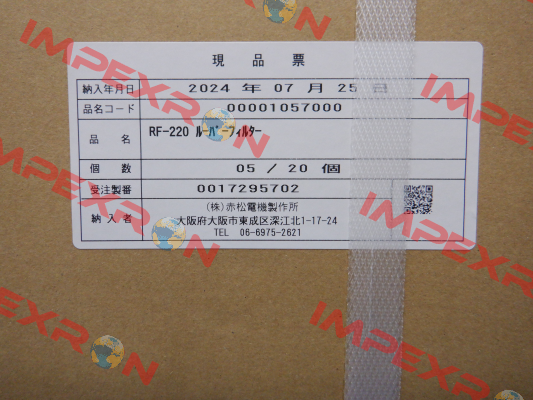 現品票
納入年月日 2024 年 07 月 25 日
品名コード 00001057000
品名 RF-220 ﾙｰﾊﾞｰﾌｨﾙﾀｰ
個数 05 / 20 個
受注製番 0017295702
納入者 (株)赤松電機製作所
大阪府大阪市東成区深江北1-17-24
TEL 06-6975-2621
IMPEXRON
IMPEXRON
IMPEXRON
IMPEXRON
IMPEXRON